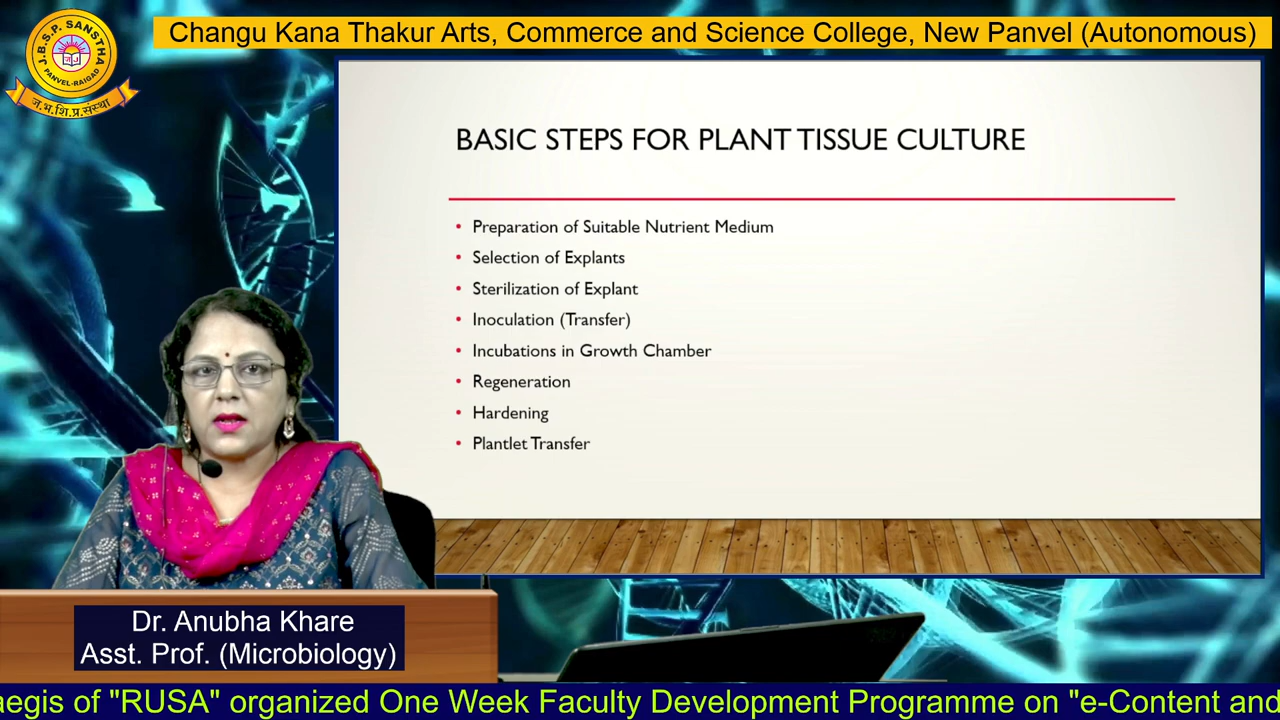 J.B.S.P. SANSTHA
PANVEL-RAIGAD
ज.भ.शि.प्र.संस्था
Changu Kana Thakur Arts, Commerce and Science College, New Panvel (Autonomous)
BASIC STEPS FOR PLANT TISSUE CULTURE
• Preparation of Suitable Nutrient Medium
• Selection of Explants
• Sterilization of Explant
• Inoculation (Transfer)
• Incubations in Growth Chamber
• Regeneration
• Hardening
• Plantlet Transfer
Dr. Anubha Khare
Asst. Prof. (Microbiology)
aegis of "RUSA" organized One Week Faculty Development Programme on "e-Content and